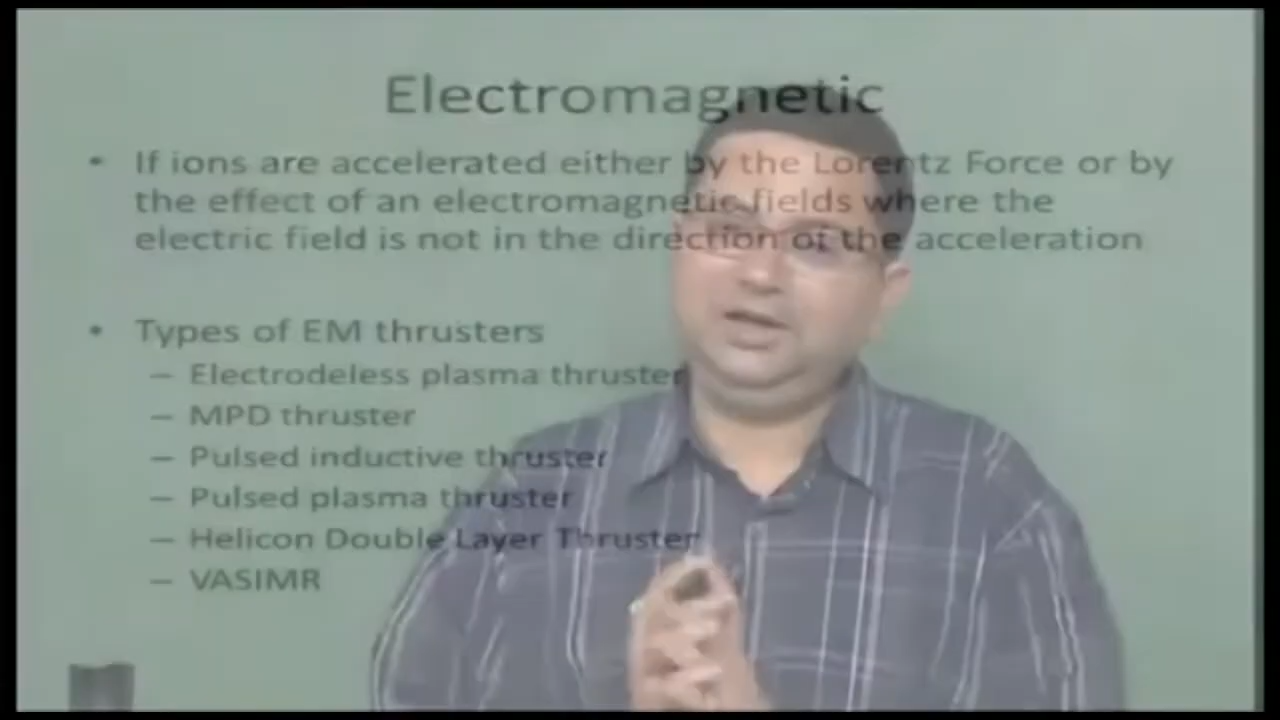 Electromagnetic
• If ions are accelerated either by the Lorentz Force or by
the effect of an electromagnetic fields where the
electric field is not in the direction of the acceleration
• Types of EM thrusters
– Electrodeless plasma thruster
– MPD thruster
– Pulsed inductive thruster
– Pulsed plasma thruster
– Helicon Double Layer Thruster
– VASIMR